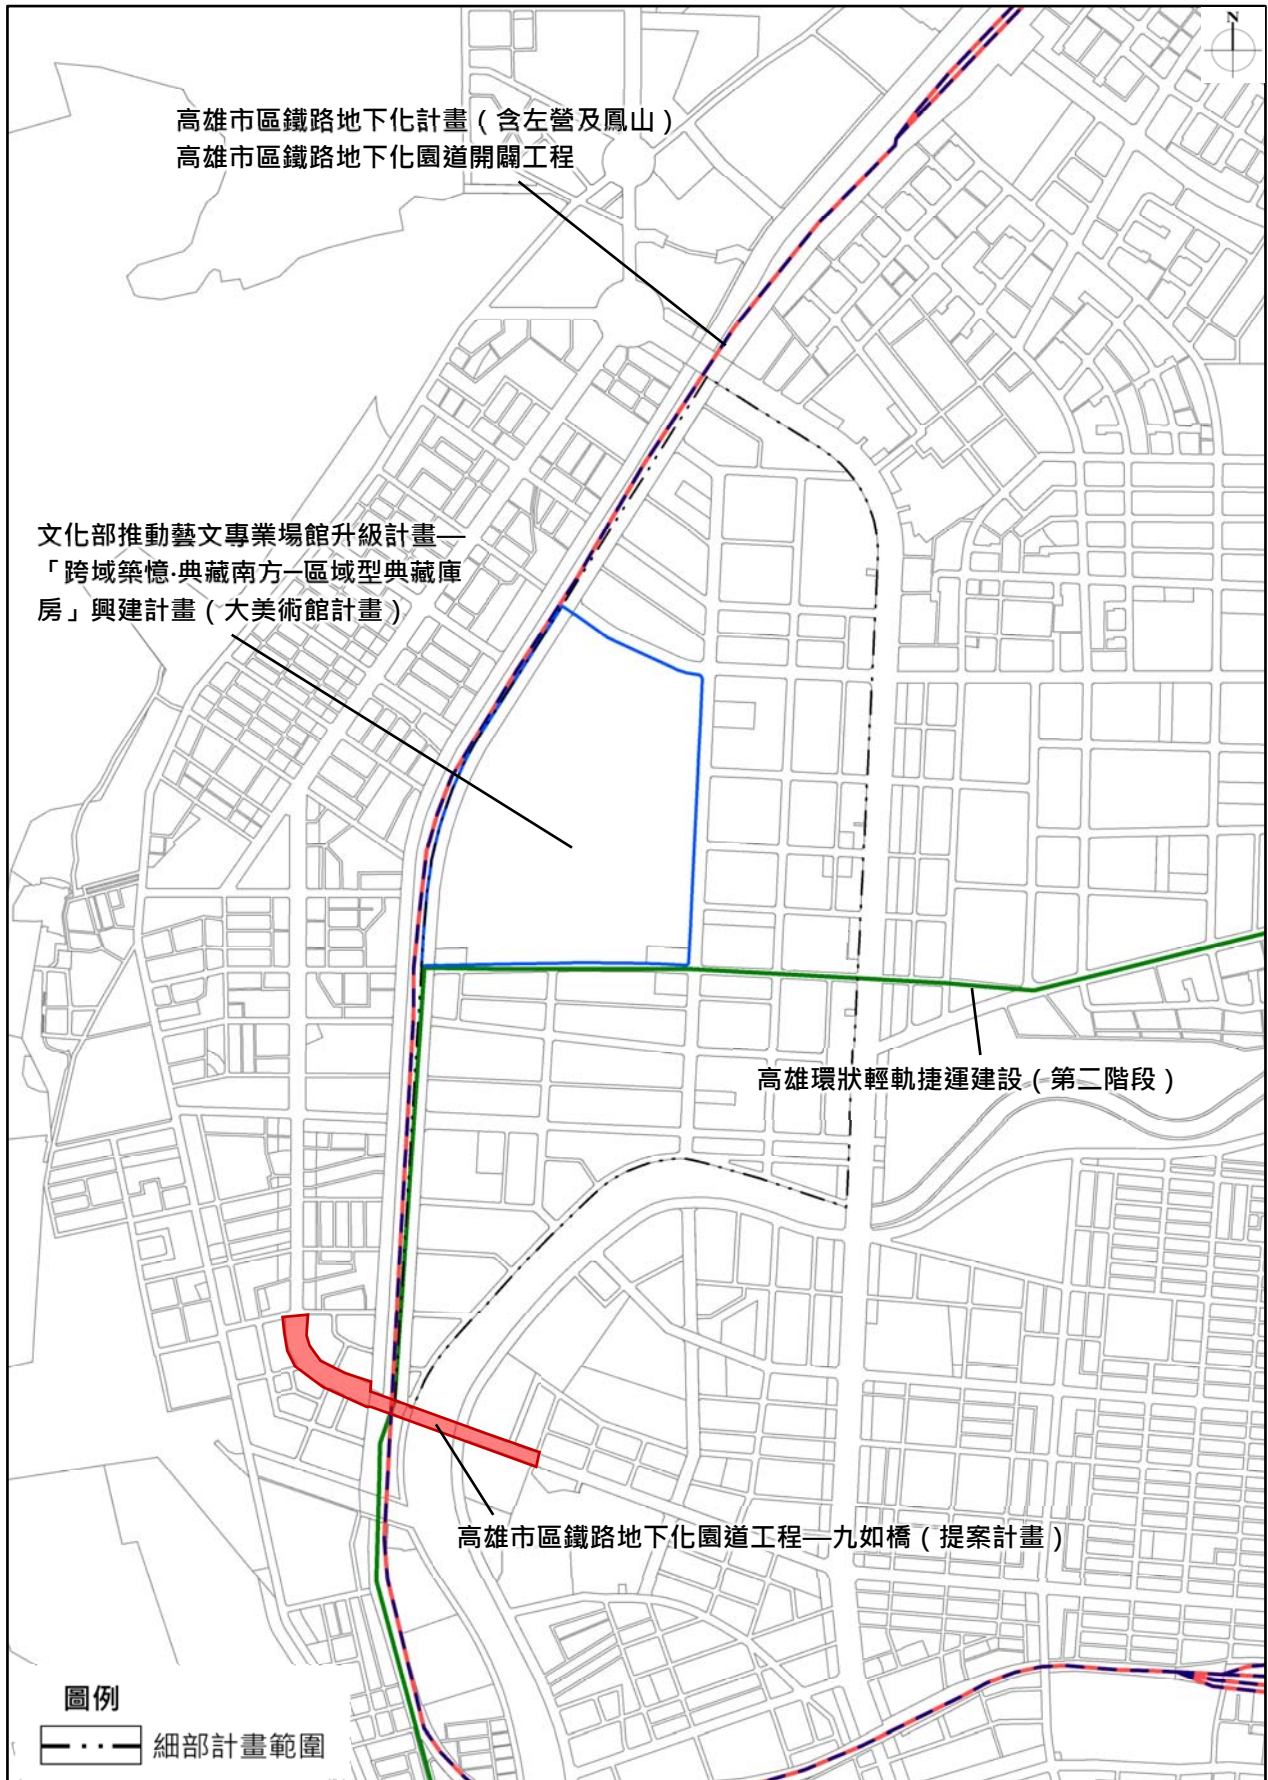 N
高雄市區鐵路地下化計畫（含左營及鳳山）
高雄市區鐵路地下化園道開闢工程
文化部推動藝文專業場館升級計畫—
「跨域築憶‧典藏南方—區域型典藏庫
房」興建計畫（大美術館計畫）
高雄環狀輕軌捷運建設（第二階段）
高雄市區鐵路地下化園道工程—九如橋（提案計畫）
圖例
細部計畫範圍